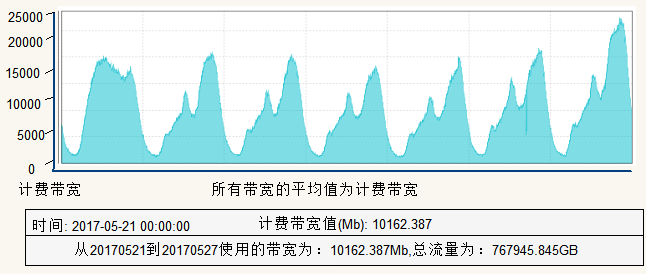 25000
20000
15000
10000
5000
0
计费带宽 所有带宽的平均值为计费带宽
时间: 2017-05-21 00:00:00 计费带宽值(Mb): 10162.387
从20170521到20170527使用的带宽为：10162.387Mb,总流量为：767945.845GB